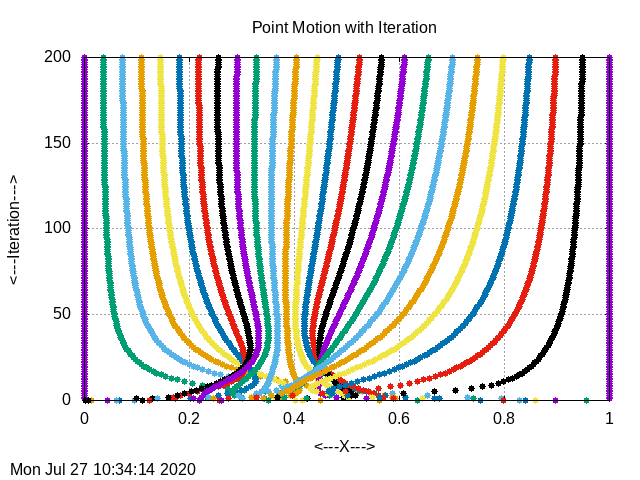 Point Motion with Iteration
200
150
100
50
0
<---Iteration--->
0 0.2 0.4 0.6 0.8 1
<---X--->
Mon Jul 27 10:34:14 2020